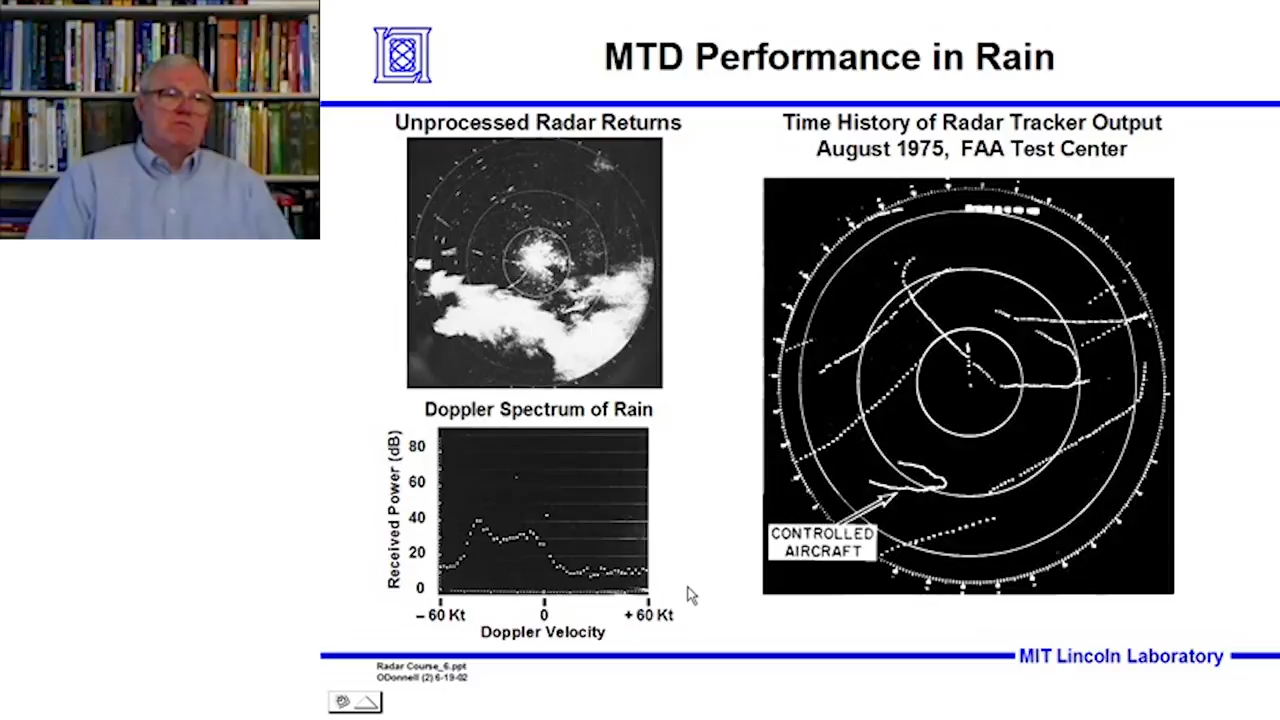 MTD Performance in Rain
Unprocessed Radar Returns
Time History of Radar Tracker Output
August 1975, FAA Test Center
CONTROLLED
AIRCRAFT
Doppler Spectrum of Rain
Received Power (dB)
80
60
40
20
0
– 60 Kt
0
+ 60 Kt
Doppler Velocity
MIT Lincoln Laboratory
Radar Course_6.ppt
ODonnell (2) 6-19-02